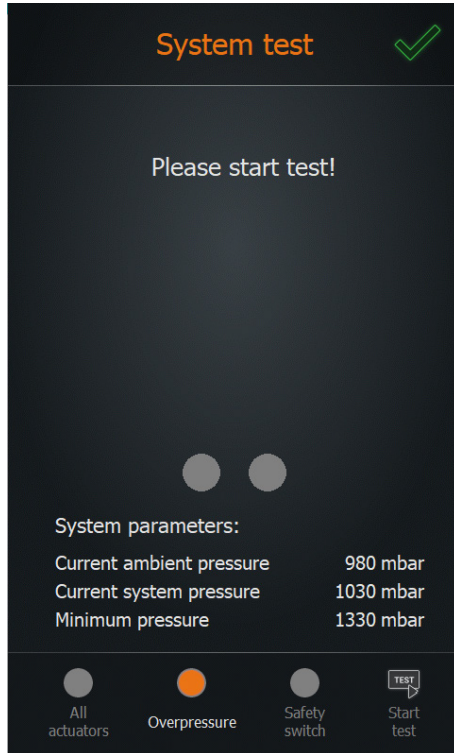 System test
Please start test!
System parameters:
Current ambient pressure 980 mbar
Current system pressure 1030 mbar
Minimum pressure 1330 mbar
TEST
All actuators
Overpressure
Safety switch
Start test